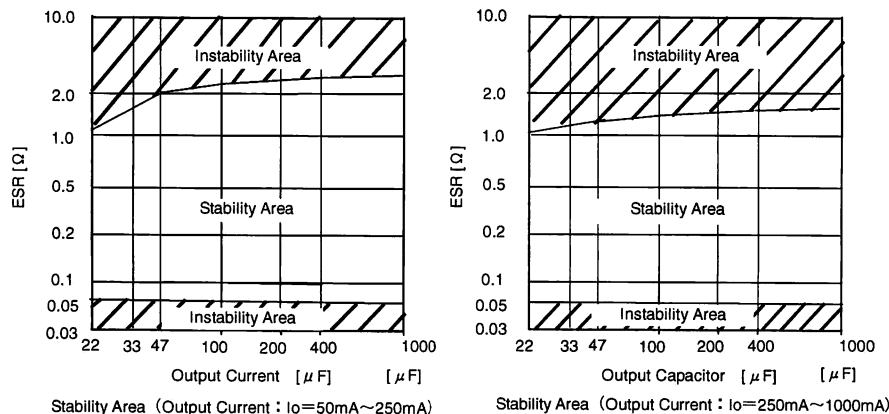 10.0
2.0
1.0
0.5
0.2
0.1
0.05
0.03
ESR [Ω]
Instability Area
Stability Area
Instability Area
22 33 47 100 200 400 1000
Output Current [ μF] [ μF]
Stability Area (Output Current : Io=50mA～250mA)
10.0
2.0
1.0
0.5
0.2
0.1
0.05
0.03
ESR [Ω]
Instability Area
Stability Area
Instability Area
22 33 47 100 200 400 1000
Output Capacitor [ μF] [ μF]
Stability Area (Output Current : Io=250mA～1000mA)